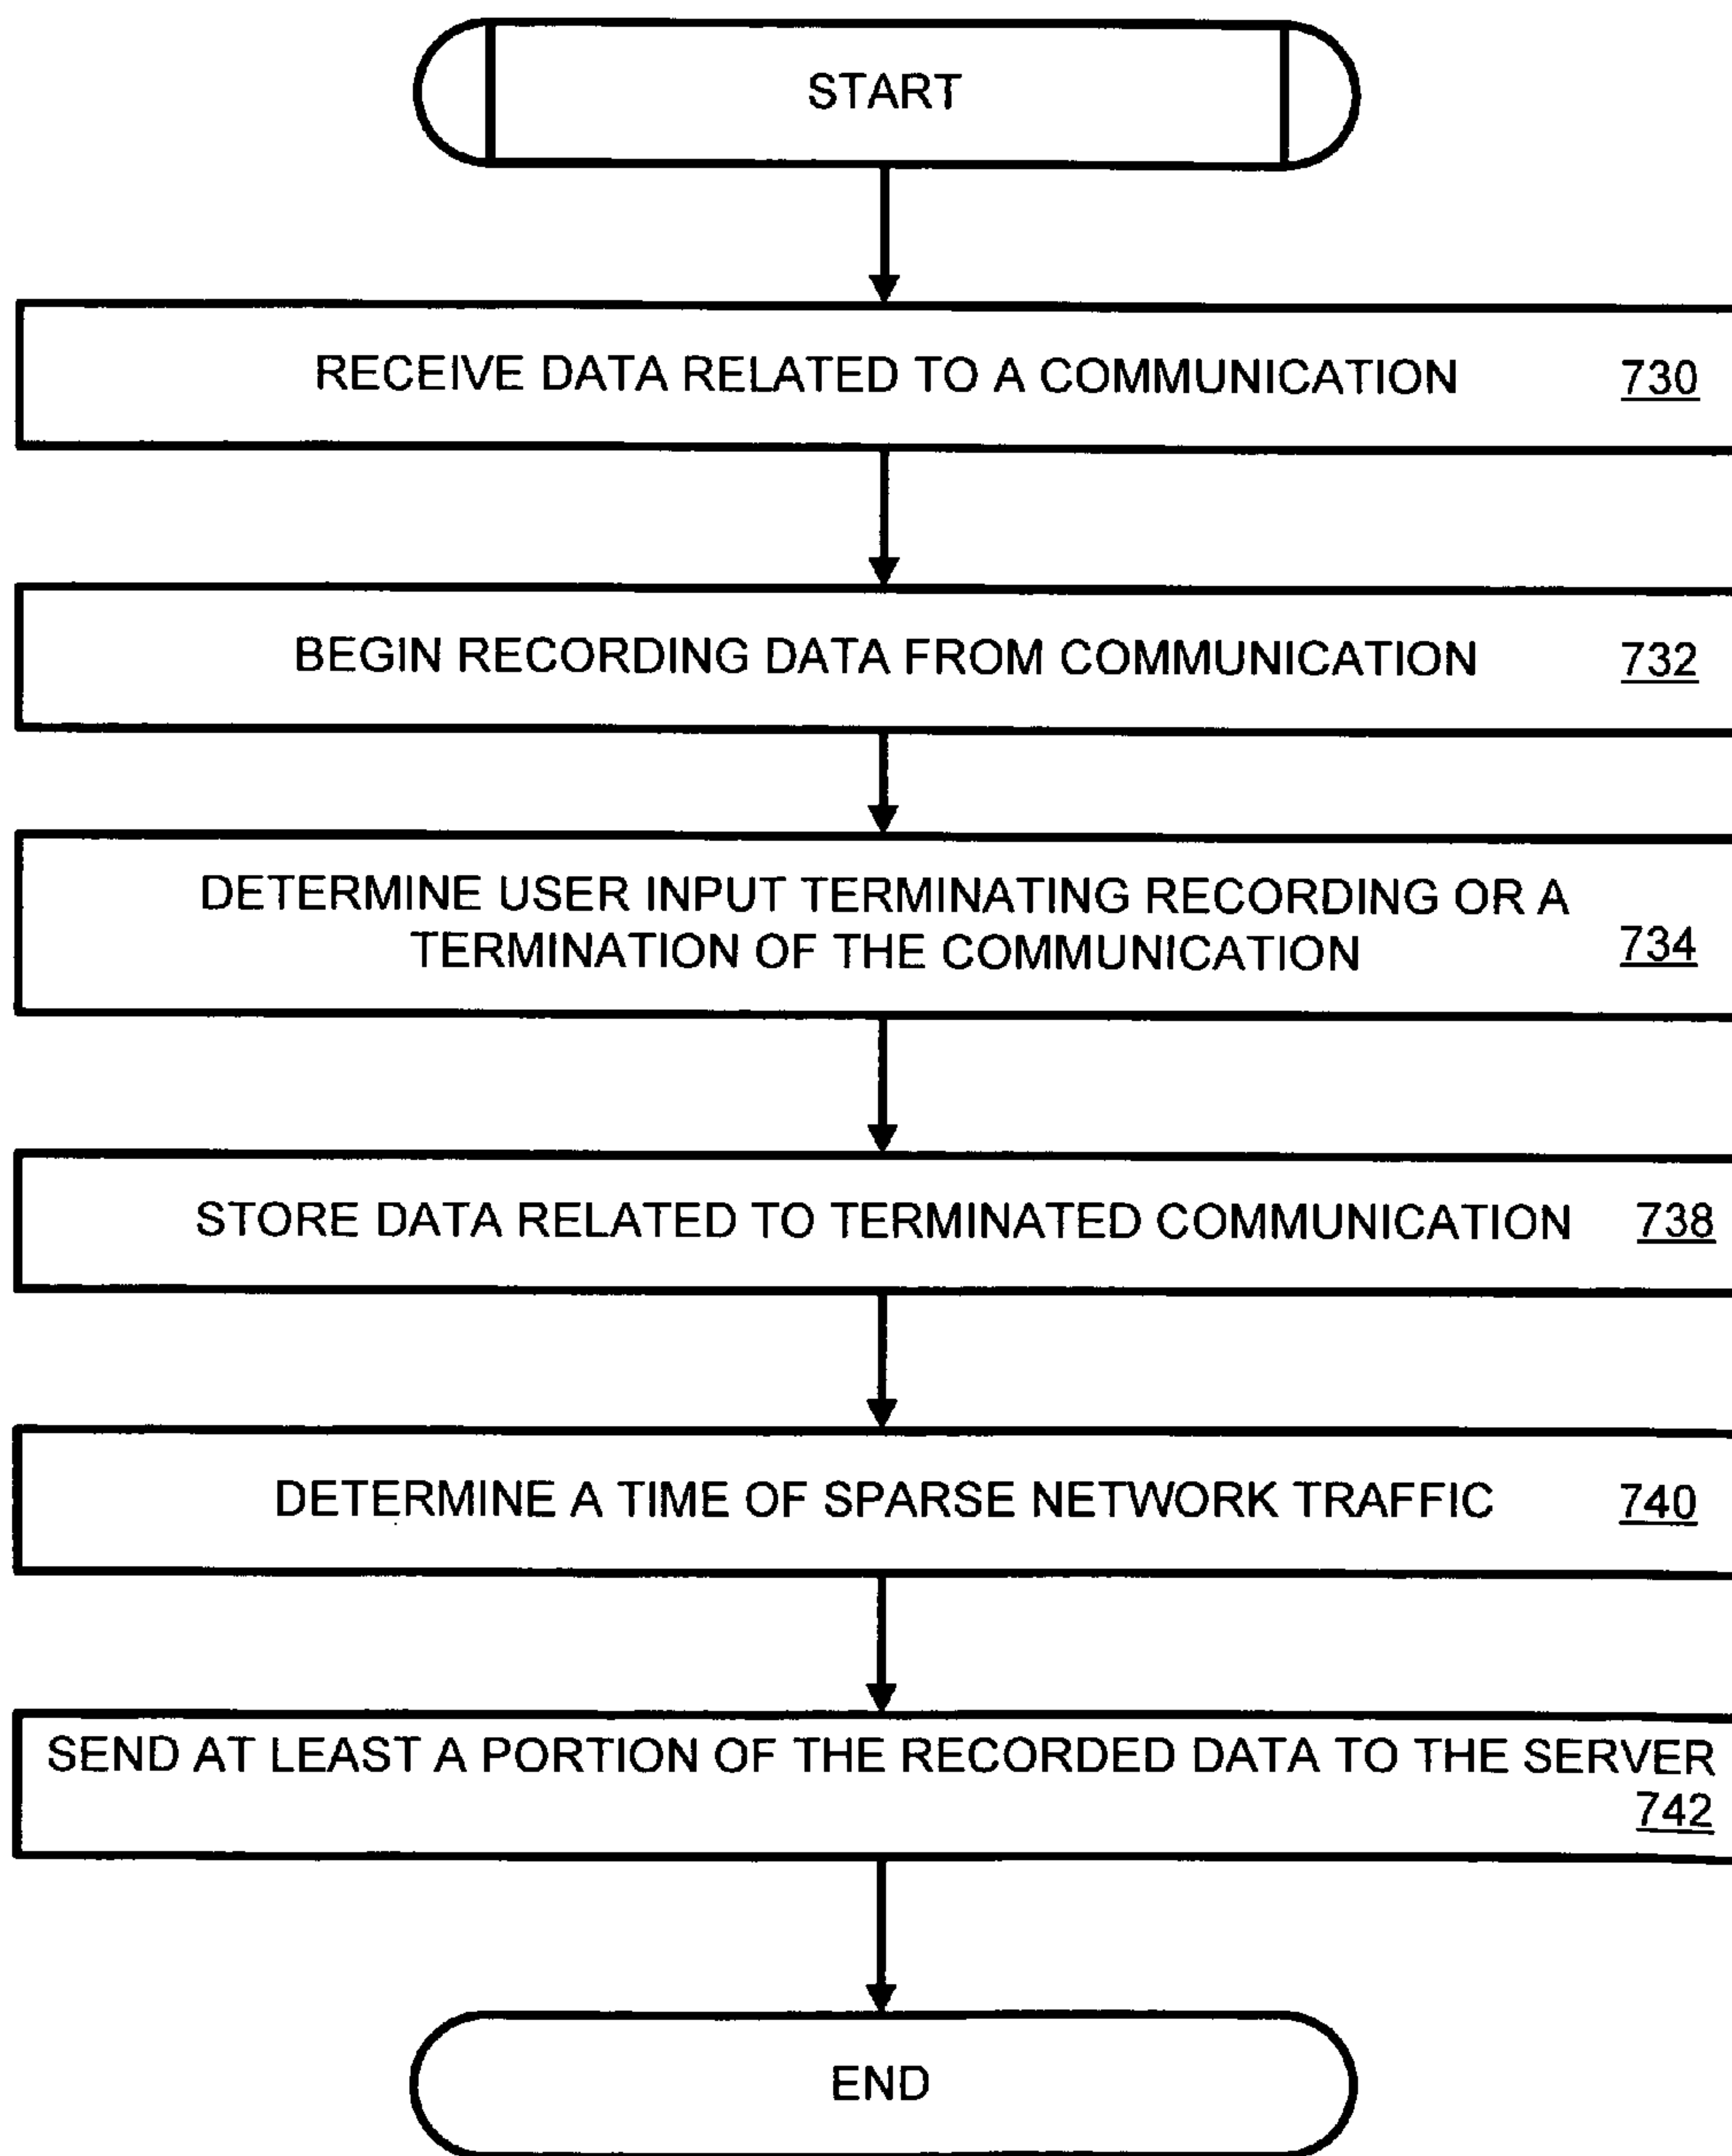 START
RECEIVE DATA RELATED TO A COMMUNICATION 730
BEGIN RECORDING DATA FROM COMMUNICATION 732
DETERMINE USER INPUT TERMINATING RECORDING OR A
TERMINATION OF THE COMMUNICATION 734
STORE DATA RELATED TO TERMINATED COMMUNICATION 738
DETERMINE A TIME OF SPARSE NETWORK TRAFFIC 740
SEND AT LEAST A PORTION OF THE RECORDED DATA TO THE SERVER
742
END